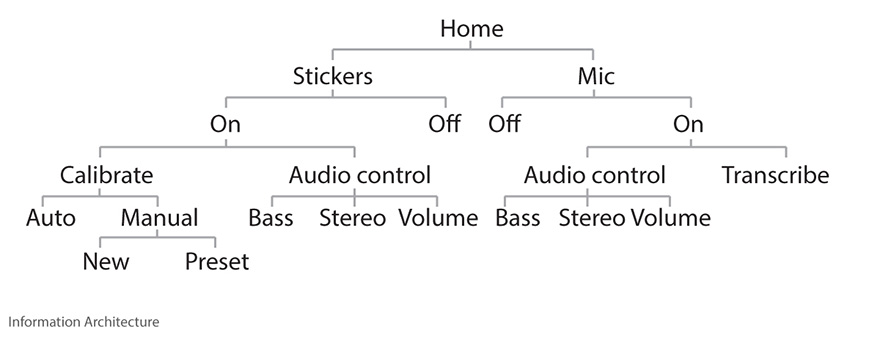 Home
Stickers Mic
On Off Off On
Calibrate Audio control Audio control Transcribe
Auto Manual Bass Stereo Volume Bass Stereo Volume
New Preset
Information Architecture